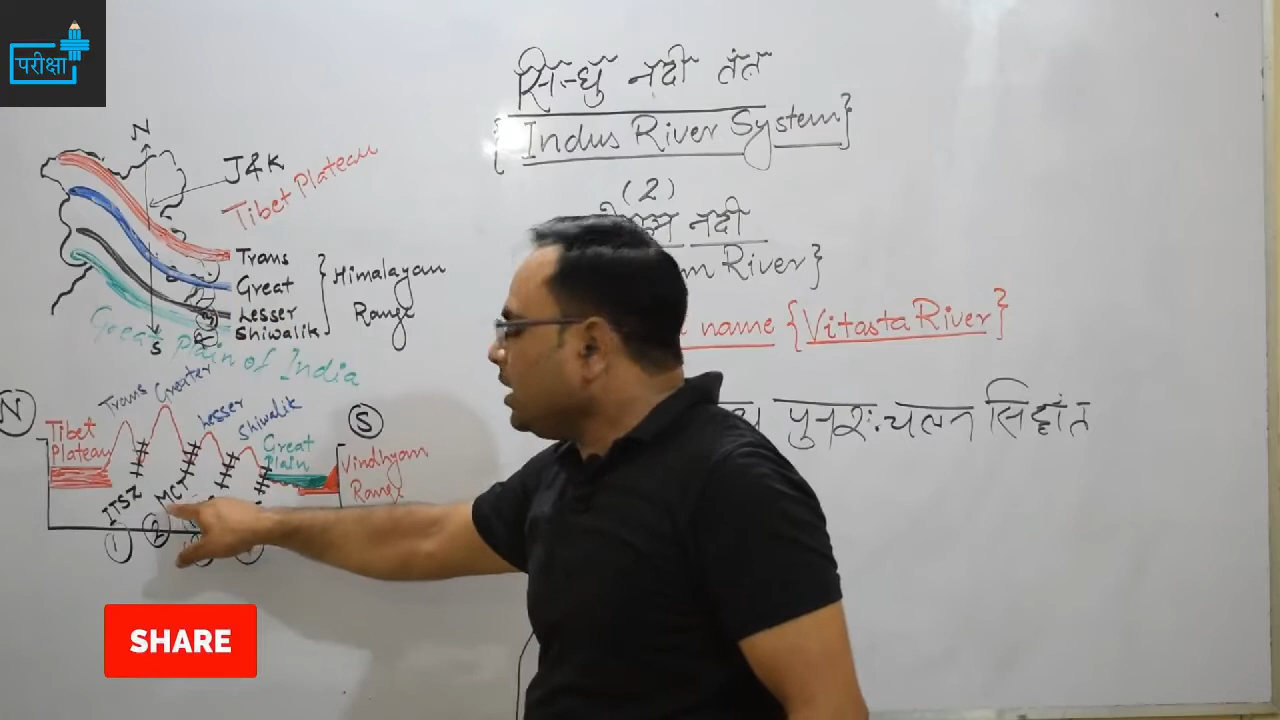 परीक्षा
सिन्धु नदी तंत्र
{Indus River System}
(2)
नदी
River}
name {Vitasta River}
पुनरःचलन सिद्धांत
N
J&K
Tibet Plateau
Trans
Great
Lesser
Shiwalik
Himalayan
Range
S
Great Plain of India
N
Trans
Greater
Lesser
Shiwalik
S
Tibet
Plateau
Great
Plain
Vindhyan
Range
ITSZ
MCT
1
2
SHARE